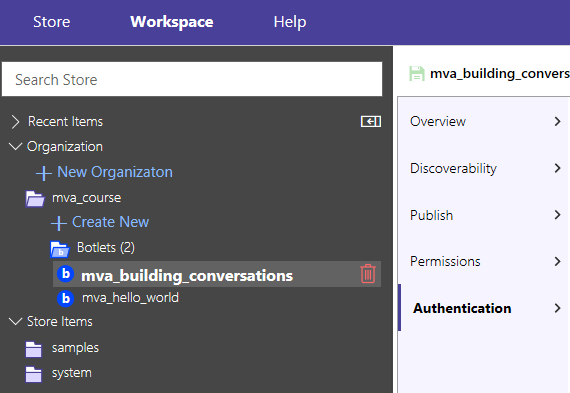 Store Workspace Help
Search Store
Recent Items
Organization
New Organizaton
mva_course
Create New
Botlets (2)
b mva_building_conversations
b mva_hello_world
Store Items
samples
system
mva_building_convers
Overview
Discoverability
Publish
Permissions
Authentication